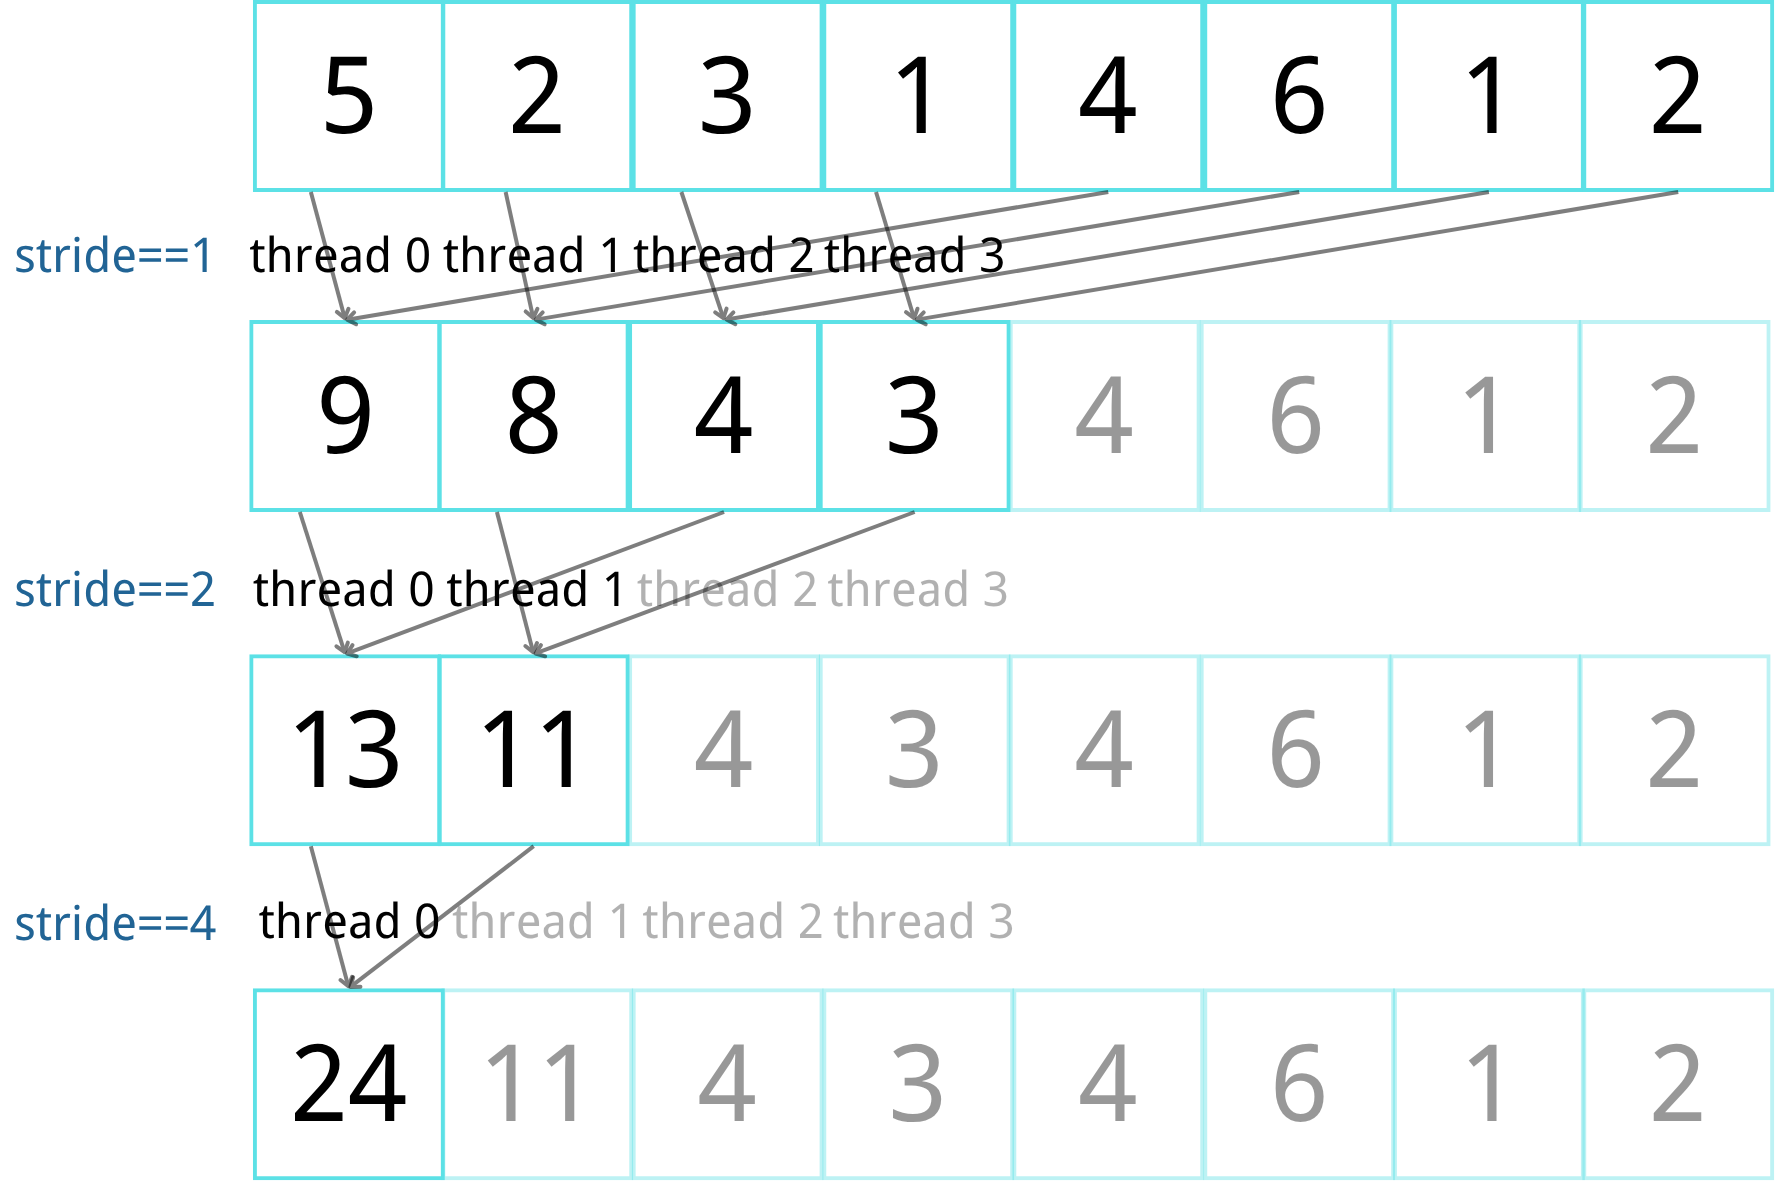 5 2 3 1 4 6 1 2
stride==1 thread 0 thread 1 thread 2 thread 3
9 8 4 3 4 6 1 2
stride==2 thread 0 thread 1 thread 2 thread 3
13 11 4 3 4 6 1 2
stride==4 thread 0 thread 1 thread 2 thread 3
24 11 4 3 4 6 1 2